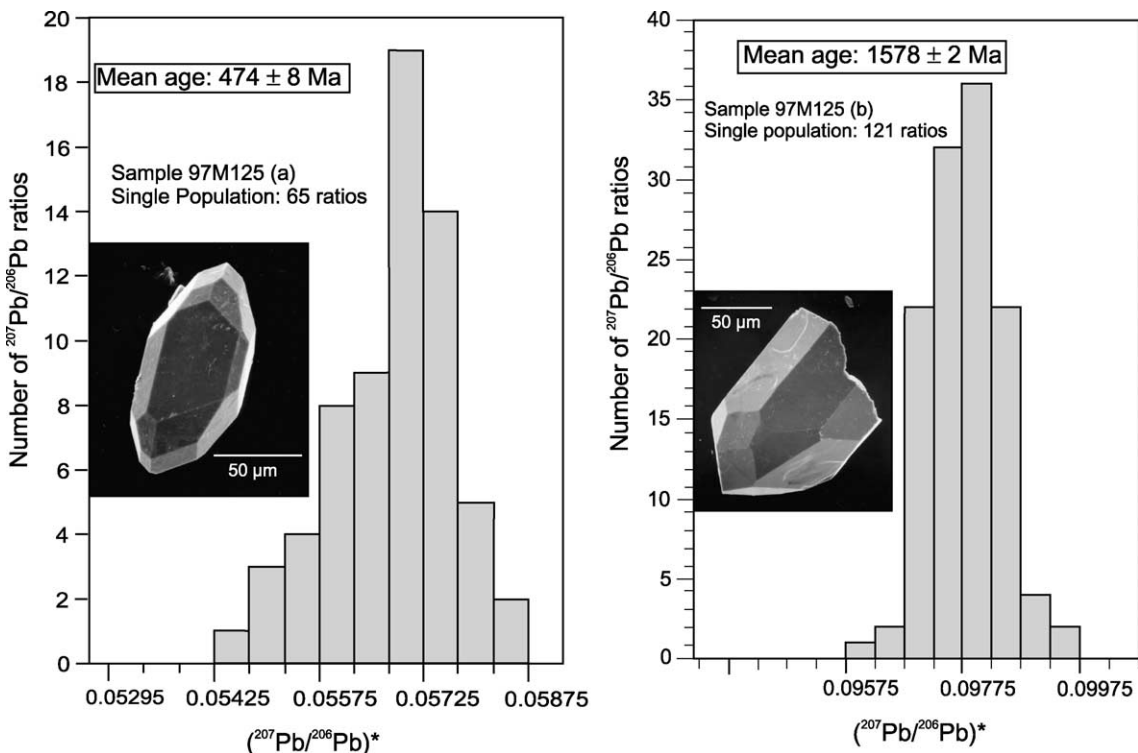 20
18
16
14
12
10
8
6
4
2
0
Number of ²⁰⁷Pb/²⁰⁶Pb ratios
Mean age: 474 ± 8 Ma
Sample 97M125 (a)
Single Population: 65 ratios
50 µm
0.05295 0.05425 0.05575 0.05725 0.05875
(²⁰⁷Pb/²⁰⁶Pb)*
40
35
30
25
20
15
10
5
0
Number of ²⁰⁷Pb/²⁰⁶Pb ratios
Mean age: 1578 ± 2 Ma
Sample 97M125 (b)
Single population: 121 ratios
50 µm
0.09575 0.09775 0.09975
(²⁰⁷Pb/²⁰⁶Pb)*